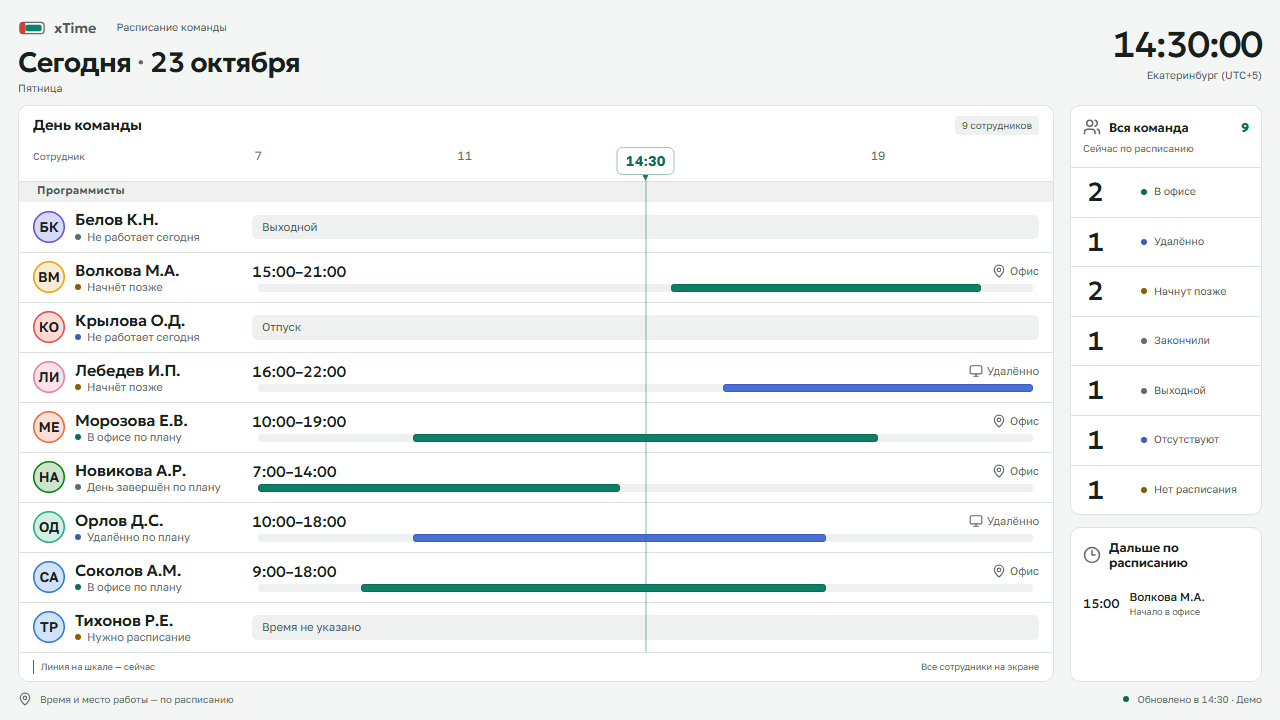 xTime Расписание команды
Сегодня · 23 октября
Пятница
14:30:00
Екатеринбург (UTC+5)
День команды
9 сотрудников
Сотрудник 7 11 14:30 19
Программисты
БК Белов К.Н.
Не работает сегодня
Выходной
ВМ Волкова М.А.
Начнёт позже
15:00–21:00
Офис
КО Крылова О.Д.
Не работает сегодня
Отпуск
ЛИ Лебедев И.П.
Начнёт позже
16:00–22:00
Удалённо
МЕ Морозова Е.В.
В офисе по плану
10:00–19:00
Офис
НА Новикова А.Р.
День завершён по плану
7:00–14:00
Офис
ОД Орлов Д.С.
Удалённо по плану
10:00–18:00
Удалённо
СА Соколов А.М.
В офисе по плану
9:00–18:00
Офис
ТР Тихонов Р.Е.
Нужно расписание
Время не указано
Линия на шкале — сейчас
Все сотрудники на экране
Вся команда 9
Сейчас по расписанию
2 В офисе
1 Удалённо
2 Начнут позже
1 Закончили
1 Выходной
1 Отсутствуют
1 Нет расписания
Дальше по
расписанию
15:00 Волкова М.А.
Начало в офисе
Время и место работы — по расписанию
Обновлено в 14:30 · Демо